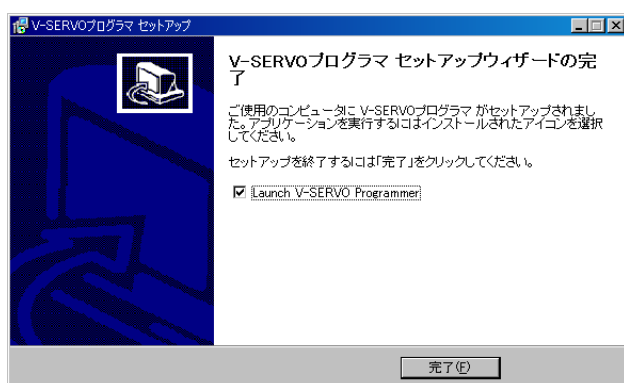 V-SERVOプログラマ セットアップ
V-SERVOプログラマ セットアップウィザードの完
了
ご使用のコンピュータに V-SERVOプログラマ がセットアップされまし
た。アプリケーションを実行するにはインストールされたアイコンを選択
してください。
セットアップを終了するには「完了」をクリックしてください。
Launch V-SERVO Programmer
完了(F)